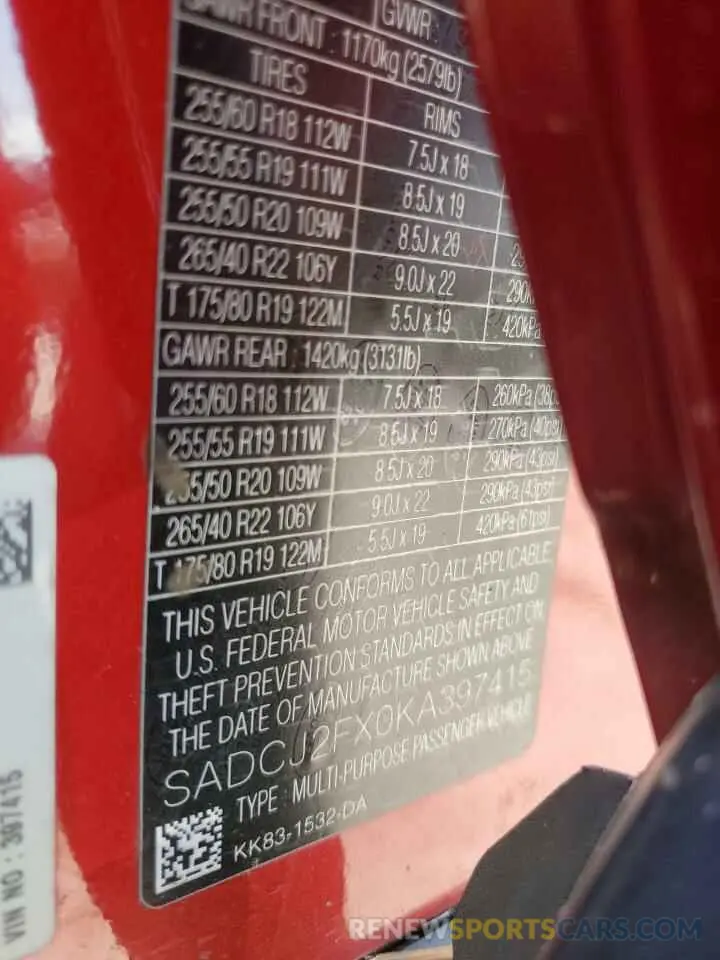 GAWR FRONT : 1170kg (2579lb)
GVWR :
TIRES RIMS
255/60 R18 112W 7.5J x 18
255/55 R19 111W 8.5J x 19
255/50 R20 109W 8.5J x 20
265/40 R22 106Y 9.0J x 22 290k
T 175/80 R19 122M 5.5J x 19 420kPa
GAWR REAR : 1420kg (3131lb)
255/60 R18 112W 7.5J x 18 260kPa (38ps
255/55 R19 111W 8.5J x 19 270kPa (40psi)
255/50 R20 109W 8.5J x 20 290kPa (43psi)
265/40 R22 106Y 9.0J x 22 290kPa (43psi)
T 175/80 R19 122M 5.5J x 19 420kPa (61psi)
THIS VEHICLE CONFORMS TO ALL APPLICABLE
U.S. FEDERAL MOTOR VEHICLE SAFETY AND
THEFT PREVENTION STANDARDS IN EFFECT ON
THE DATE OF MANUFACTURE SHOWN ABOVE
SADCJ2FX0KA397415
TYPE : MULTI-PURPOSE PASSENGER VEHICLE
KK83-1532-DA
VIN NO : 397415
RENEWSPORTSCARS.COM